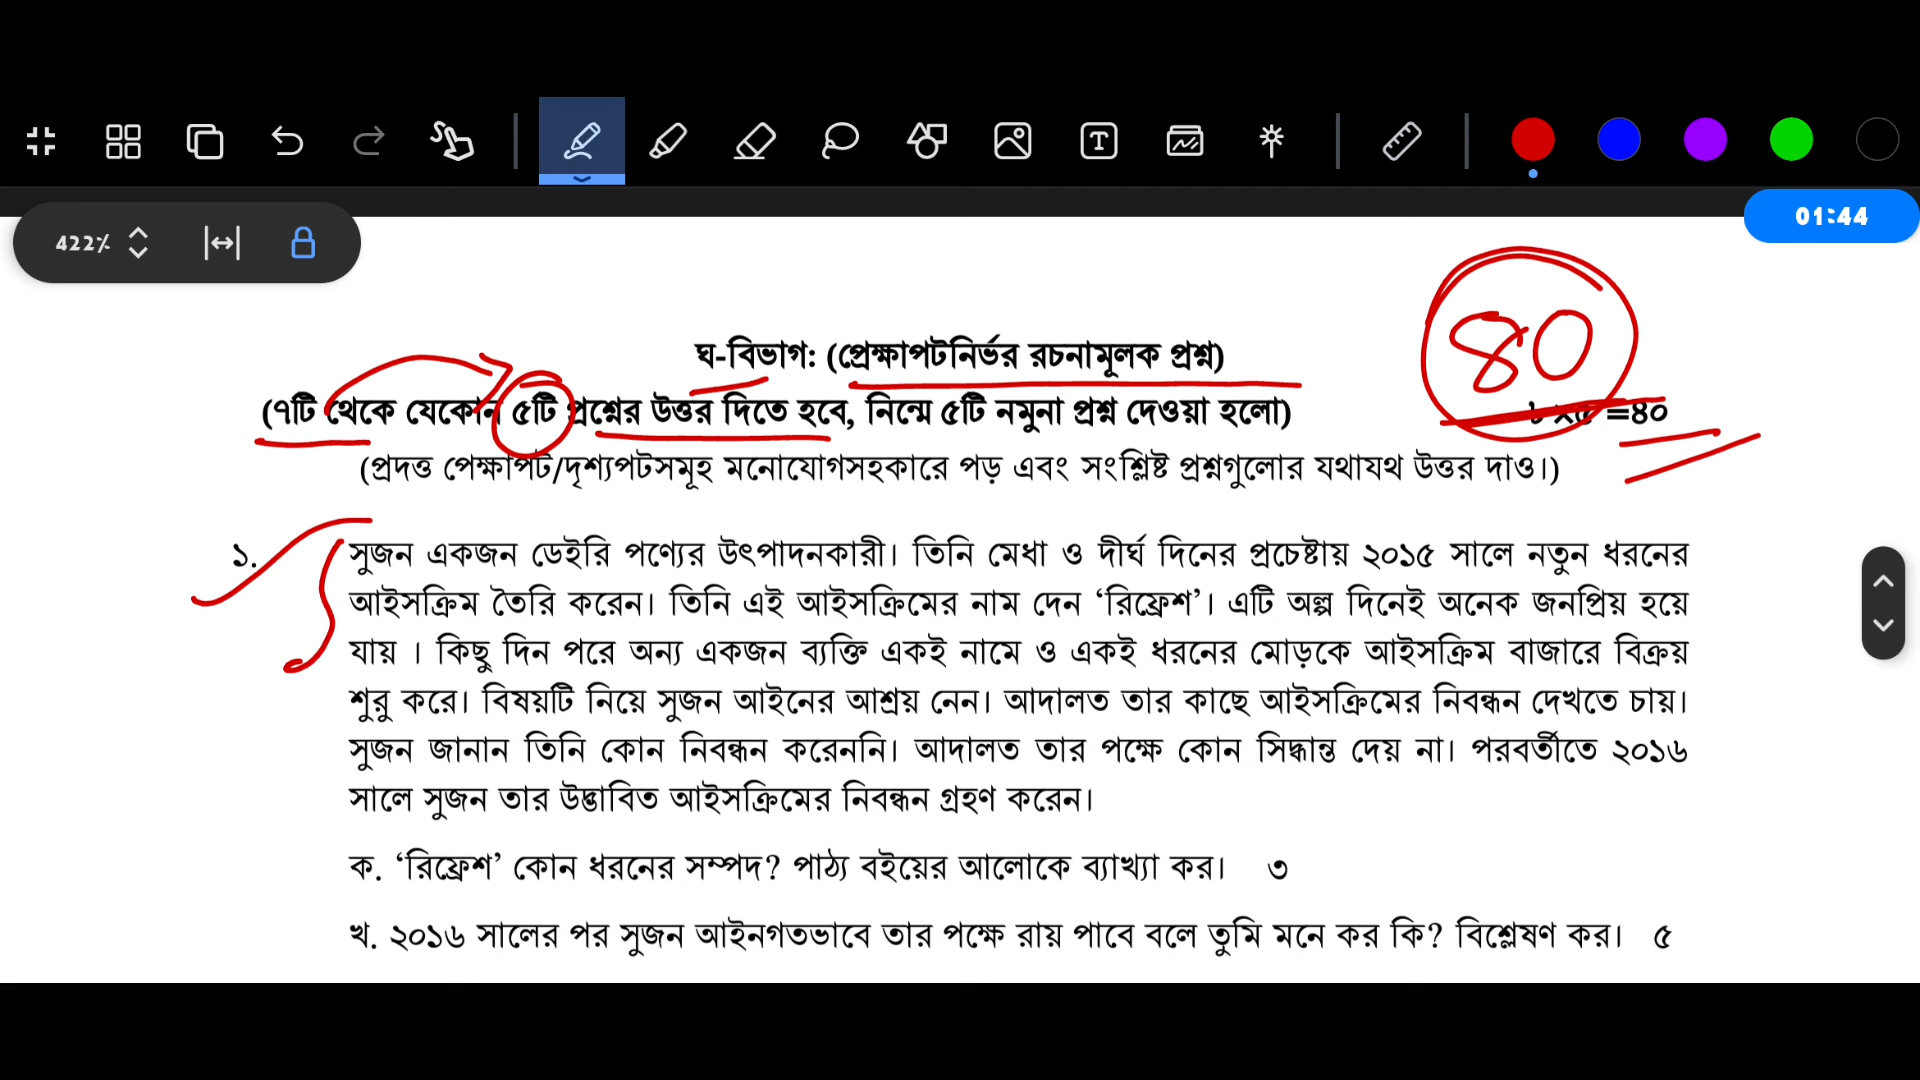 422%
01:44
৪০
ঘ-বিভাগ: (প্রেক্ষাপটনির্ভর রচনামূলক প্রশ্ন)
(৭টি থেকে যেকোন ৫টি প্রশ্নের উত্তর দিতে হবে, নিম্নে ৫টি নমুনা প্রশ্ন দেওয়া হলো) ৮×৫ =৪০
(প্রদত্ত পেক্ষাপট/দৃশ্যপটসমূহ মনোযোগসহকারে পড় এবং সংশ্লিষ্ট প্রশ্নগুলোর যথাযথ উত্তর দাও।)
১. সুজন একজন ডেইরি পণ্যের উৎপাদনকারী। তিনি মেধা ও দীর্ঘ দিনের প্রচেষ্টায় ২০১৫ সালে নতুন ধরনের
আইসক্রিম তৈরি করেন। তিনি এই আইসক্রিমের নাম দেন ‘রিফ্রেশ’। এটি অল্প দিনেই অনেক জনপ্রিয় হয়ে
যায় । কিছু দিন পরে অন্য একজন ব্যক্তি একই নামে ও একই ধরনের মোড়কে আইসক্রিম বাজারে বিক্রয়
শুরু করে। বিষয়টি নিয়ে সুজন আইনের আশ্রয় নেন। আদালত তার কাছে আইসক্রিমের নিবন্ধন দেখতে চায়।
সুজন জানান তিনি কোন নিবন্ধন করেননি। আদালত তার পক্ষে কোন সিদ্ধান্ত দেয় না। পরবর্তীতে ২০১৬
সালে সুজন তার উদ্ভাবিত আইসক্রিমের নিবন্ধন গ্রহণ করেন।
ক. ‘রিফ্রেশ’ কোন ধরনের সম্পদ? পাঠ্য বইয়ের আলোকে ব্যাখ্যা কর। ৩
খ. ২০১৬ সালের পর সুজন আইনগতভাবে তার পক্ষে রায় পাবে বলে তুমি মনে কর কি? বিশ্লেষণ কর। ৫